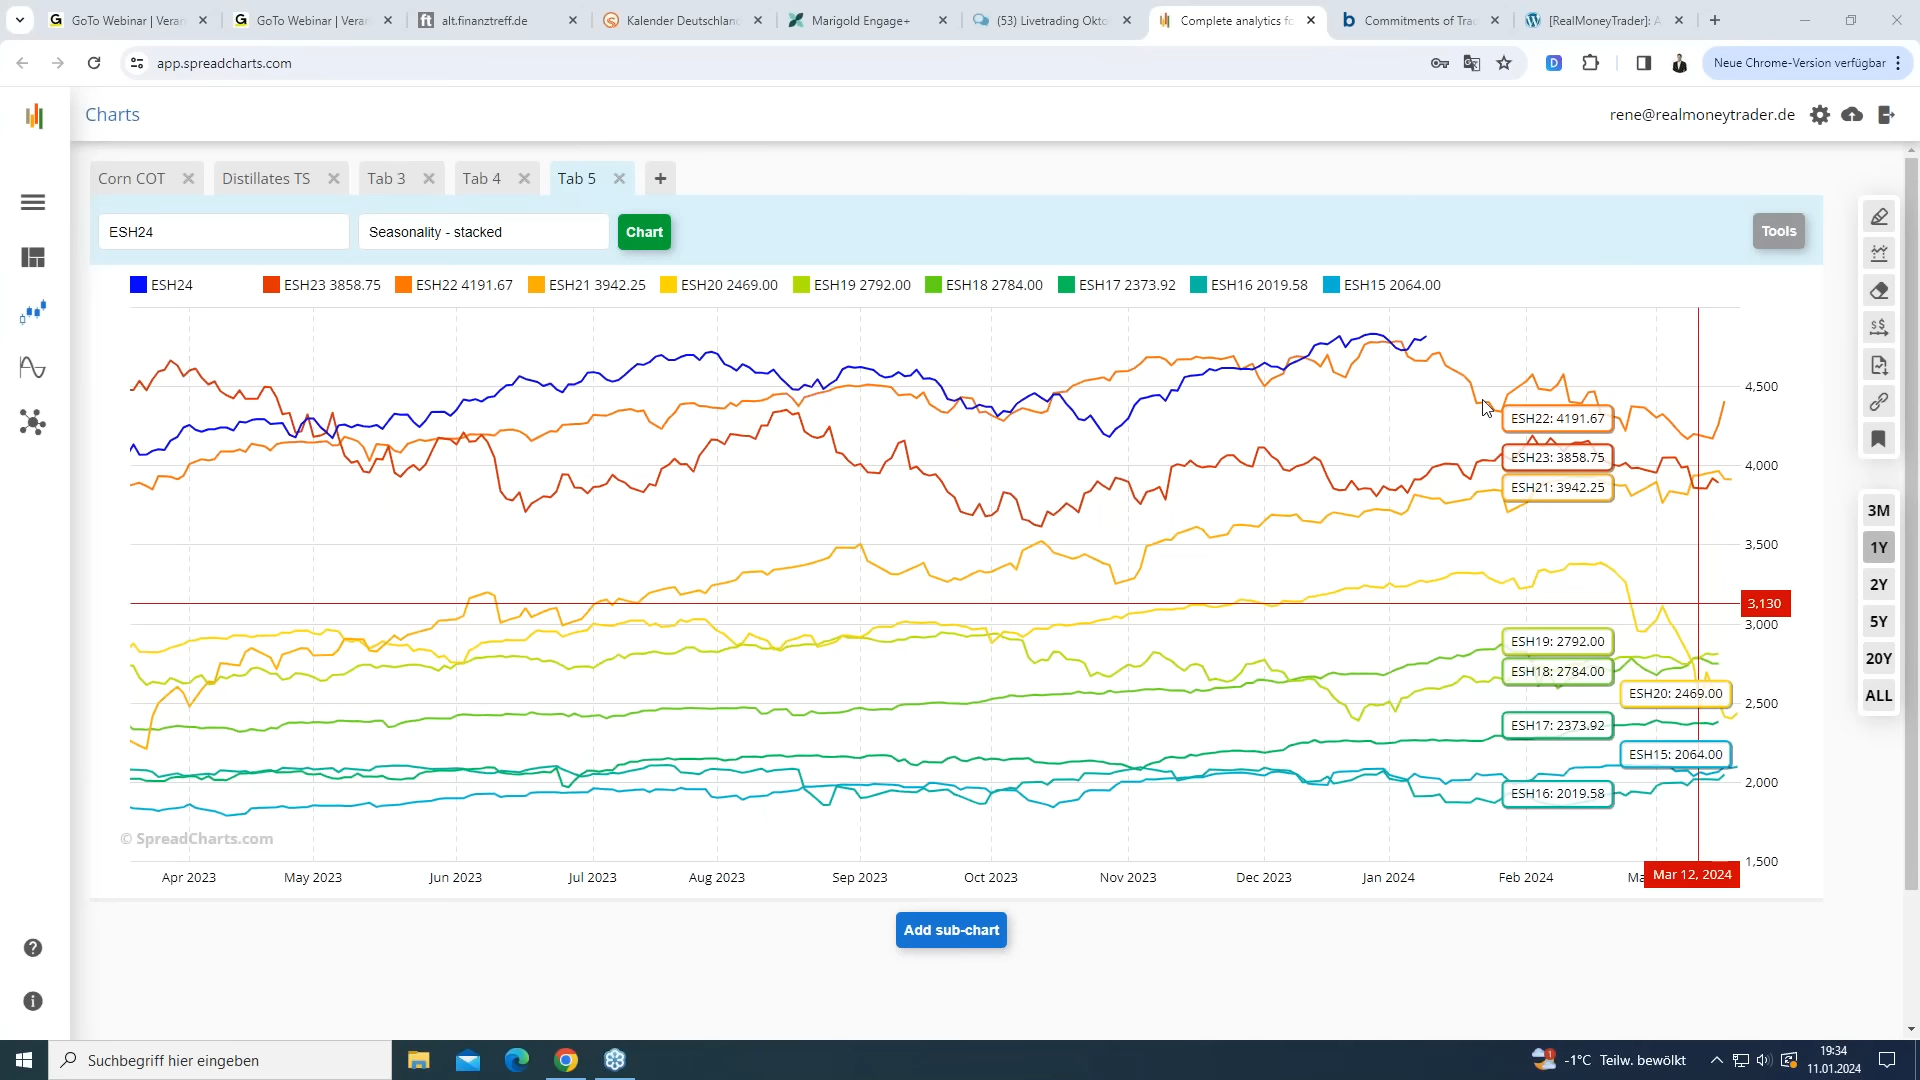 GoTo Webinar | Veran
GoTo Webinar | Veran
alt.finanztreff.de
Kalender Deutschland
Marigold Engage+
(53) Livetrading Okto
Complete analytics fo
Commitments of Trad
[RealMoneyTrader]: A
app.spreadcharts.com
Neue Chrome-Version verfügbar
Charts
rene@realmoneytrader.de
Corn COT
Distillates TS
Tab 3
Tab 4
Tab 5
ESH24
Seasonality - stacked
Chart
Tools
ESH24
ESH23 3858.75
ESH22 4191.67
ESH21 3942.25
ESH20 2469.00
ESH19 2792.00
ESH18 2784.00
ESH17 2373.92
ESH16 2019.58
ESH15 2064.00
4,500
ESH22: 4191.67
ESH23: 3858.75
4,000
ESH21: 3942.25
3,500
3,130
3,000
ESH19: 2792.00
ESH18: 2784.00
ESH20: 2469.00
2,500
ESH17: 2373.92
ESH15: 2064.00
2,000
ESH16: 2019.58
© SpreadCharts.com
1,500
Apr 2023
May 2023
Jun 2023
Jul 2023
Aug 2023
Sep 2023
Oct 2023
Nov 2023
Dec 2023
Jan 2024
Feb 2024
Ma
Mar 12, 2024
3M
1Y
2Y
5Y
20Y
ALL
Add sub-chart
Suchbegriff hier eingeben
-1°C Teilw. bewölkt
19:34
11.01.2024